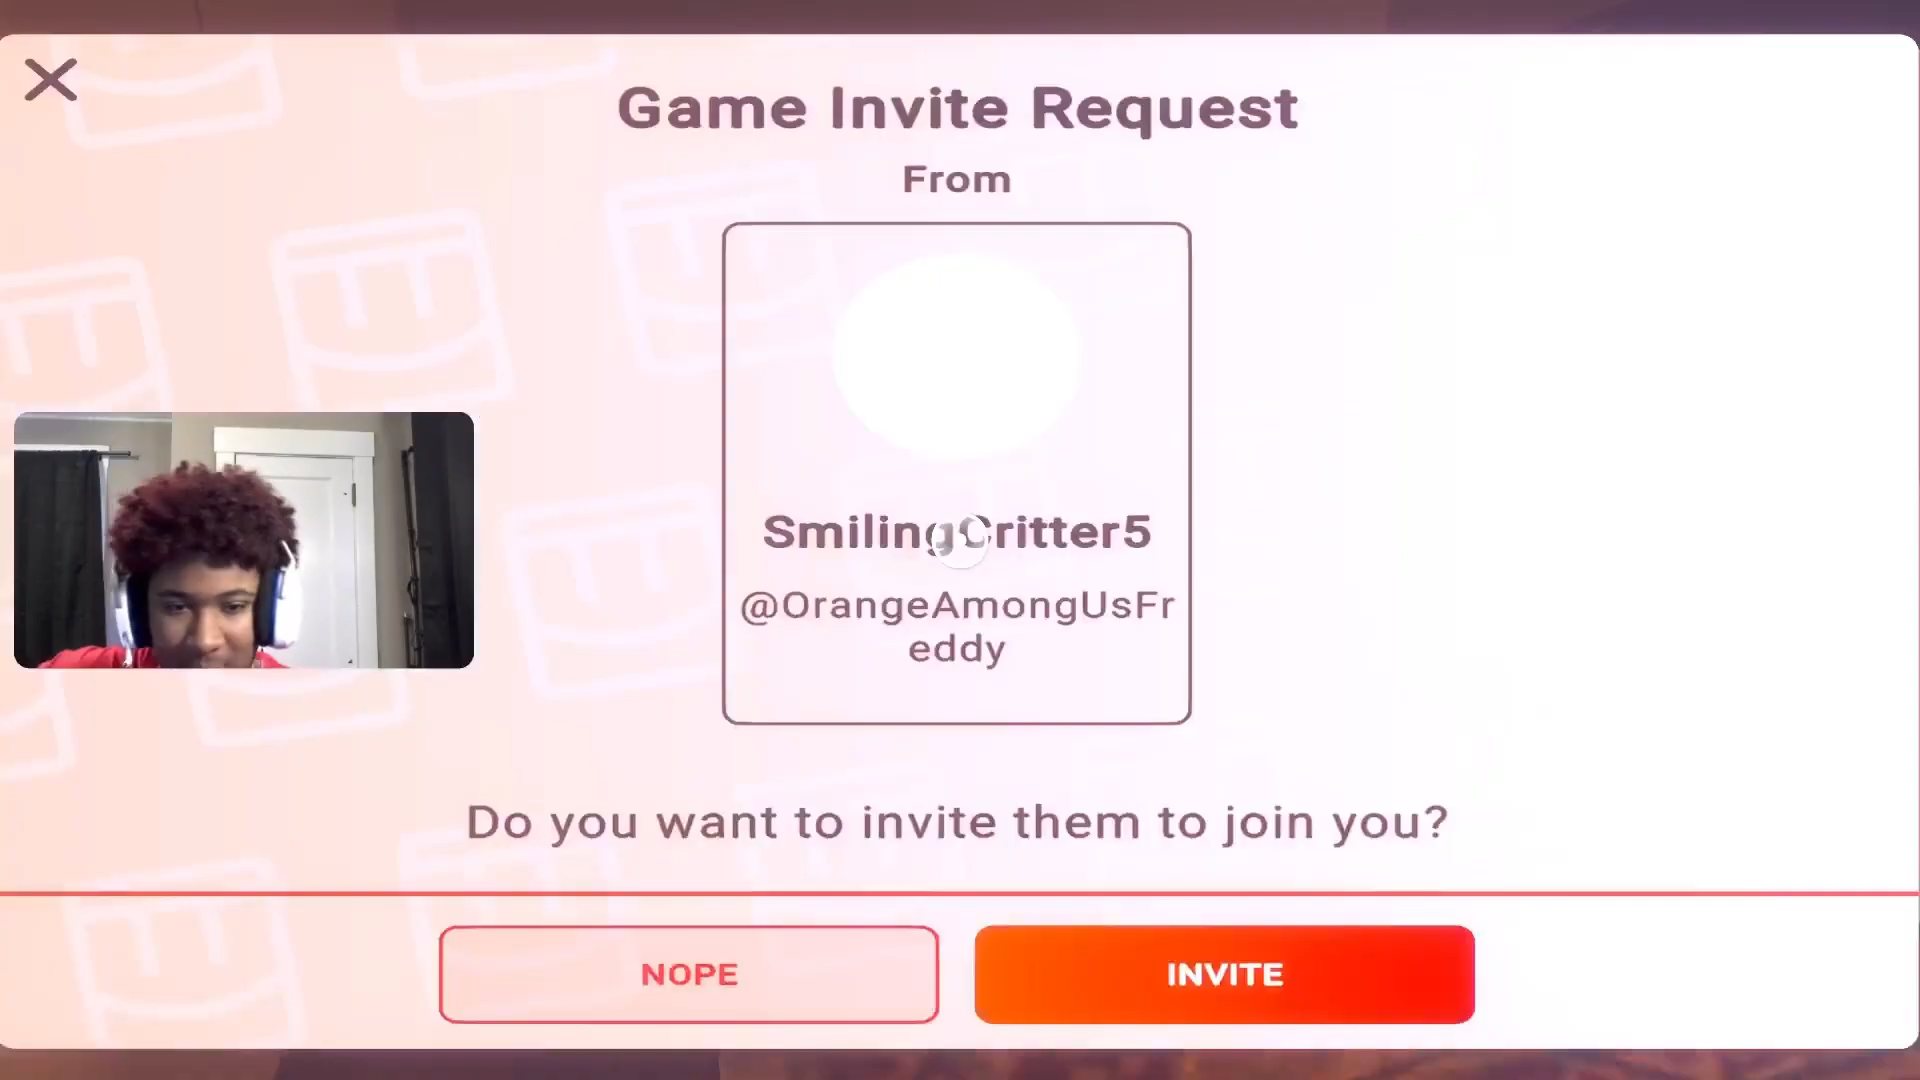 Game Invite Request
From
SmilingCritter5
@OrangeAmongUsFr
eddy
Do you want to invite them to join you?
NOPE
INVITE